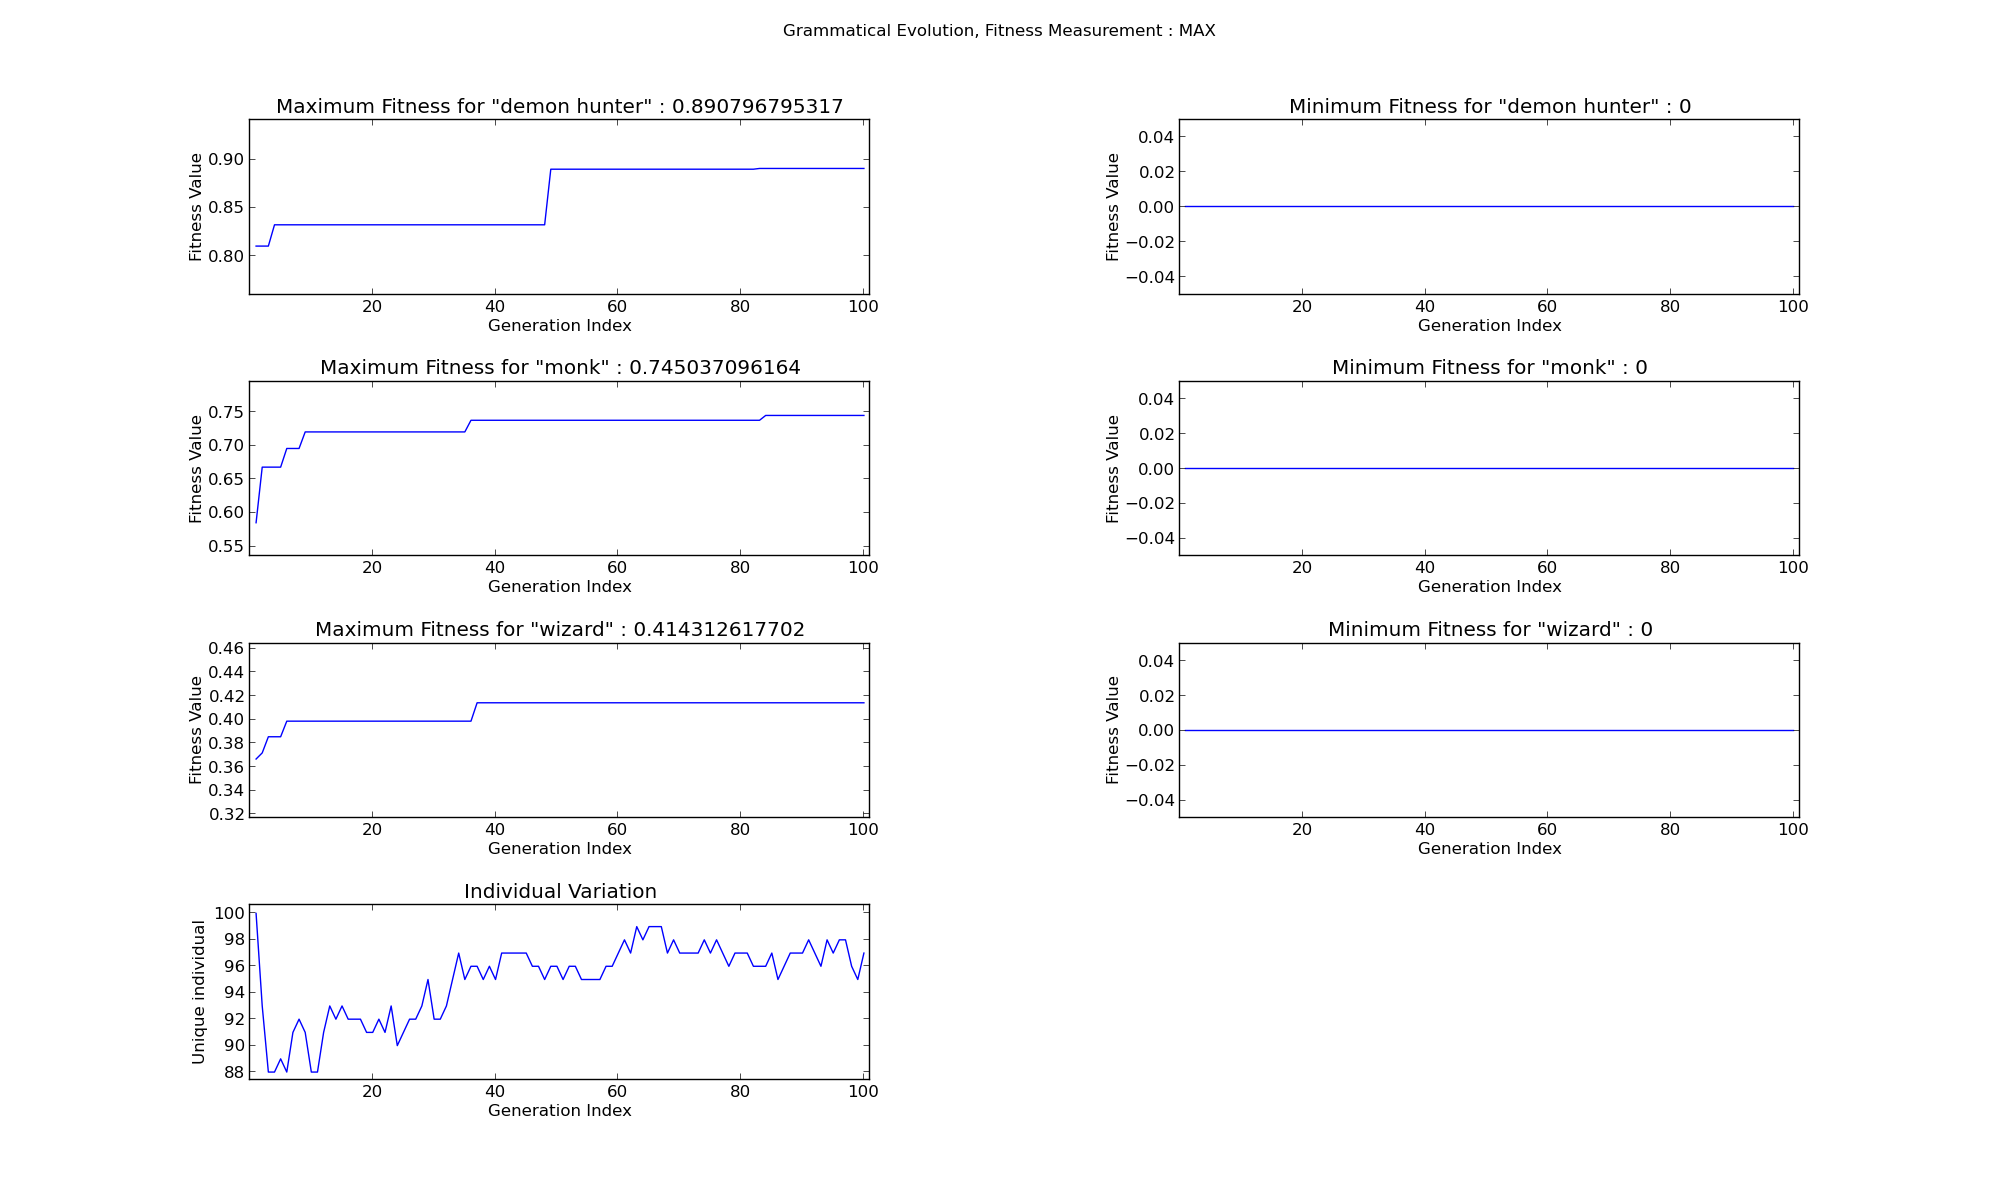 Grammatical Evolution, Fitness Measurement : MAX
Maximum Fitness for "demon hunter" : 0.890796795317
Fitness Value
0.90
0.85
0.80
20 40 60 80 100
Generation Index
Minimum Fitness for "demon hunter" : 0
Fitness Value
0.04
0.02
0.00
−0.02
−0.04
20 40 60 80 100
Generation Index
Maximum Fitness for "monk" : 0.745037096164
Fitness Value
0.75
0.70
0.65
0.60
0.55
20 40 60 80 100
Generation Index
Minimum Fitness for "monk" : 0
Fitness Value
0.04
0.02
0.00
−0.02
−0.04
20 40 60 80 100
Generation Index
Maximum Fitness for "wizard" : 0.414312617702
Fitness Value
0.46
0.44
0.42
0.40
0.38
0.36
0.34
0.32
20 40 60 80 100
Generation Index
Minimum Fitness for "wizard" : 0
Fitness Value
0.04
0.02
0.00
−0.02
−0.04
20 40 60 80 100
Generation Index
Individual Variation
Unique individual
100
98
96
94
92
90
88
20 40 60 80 100
Generation Index